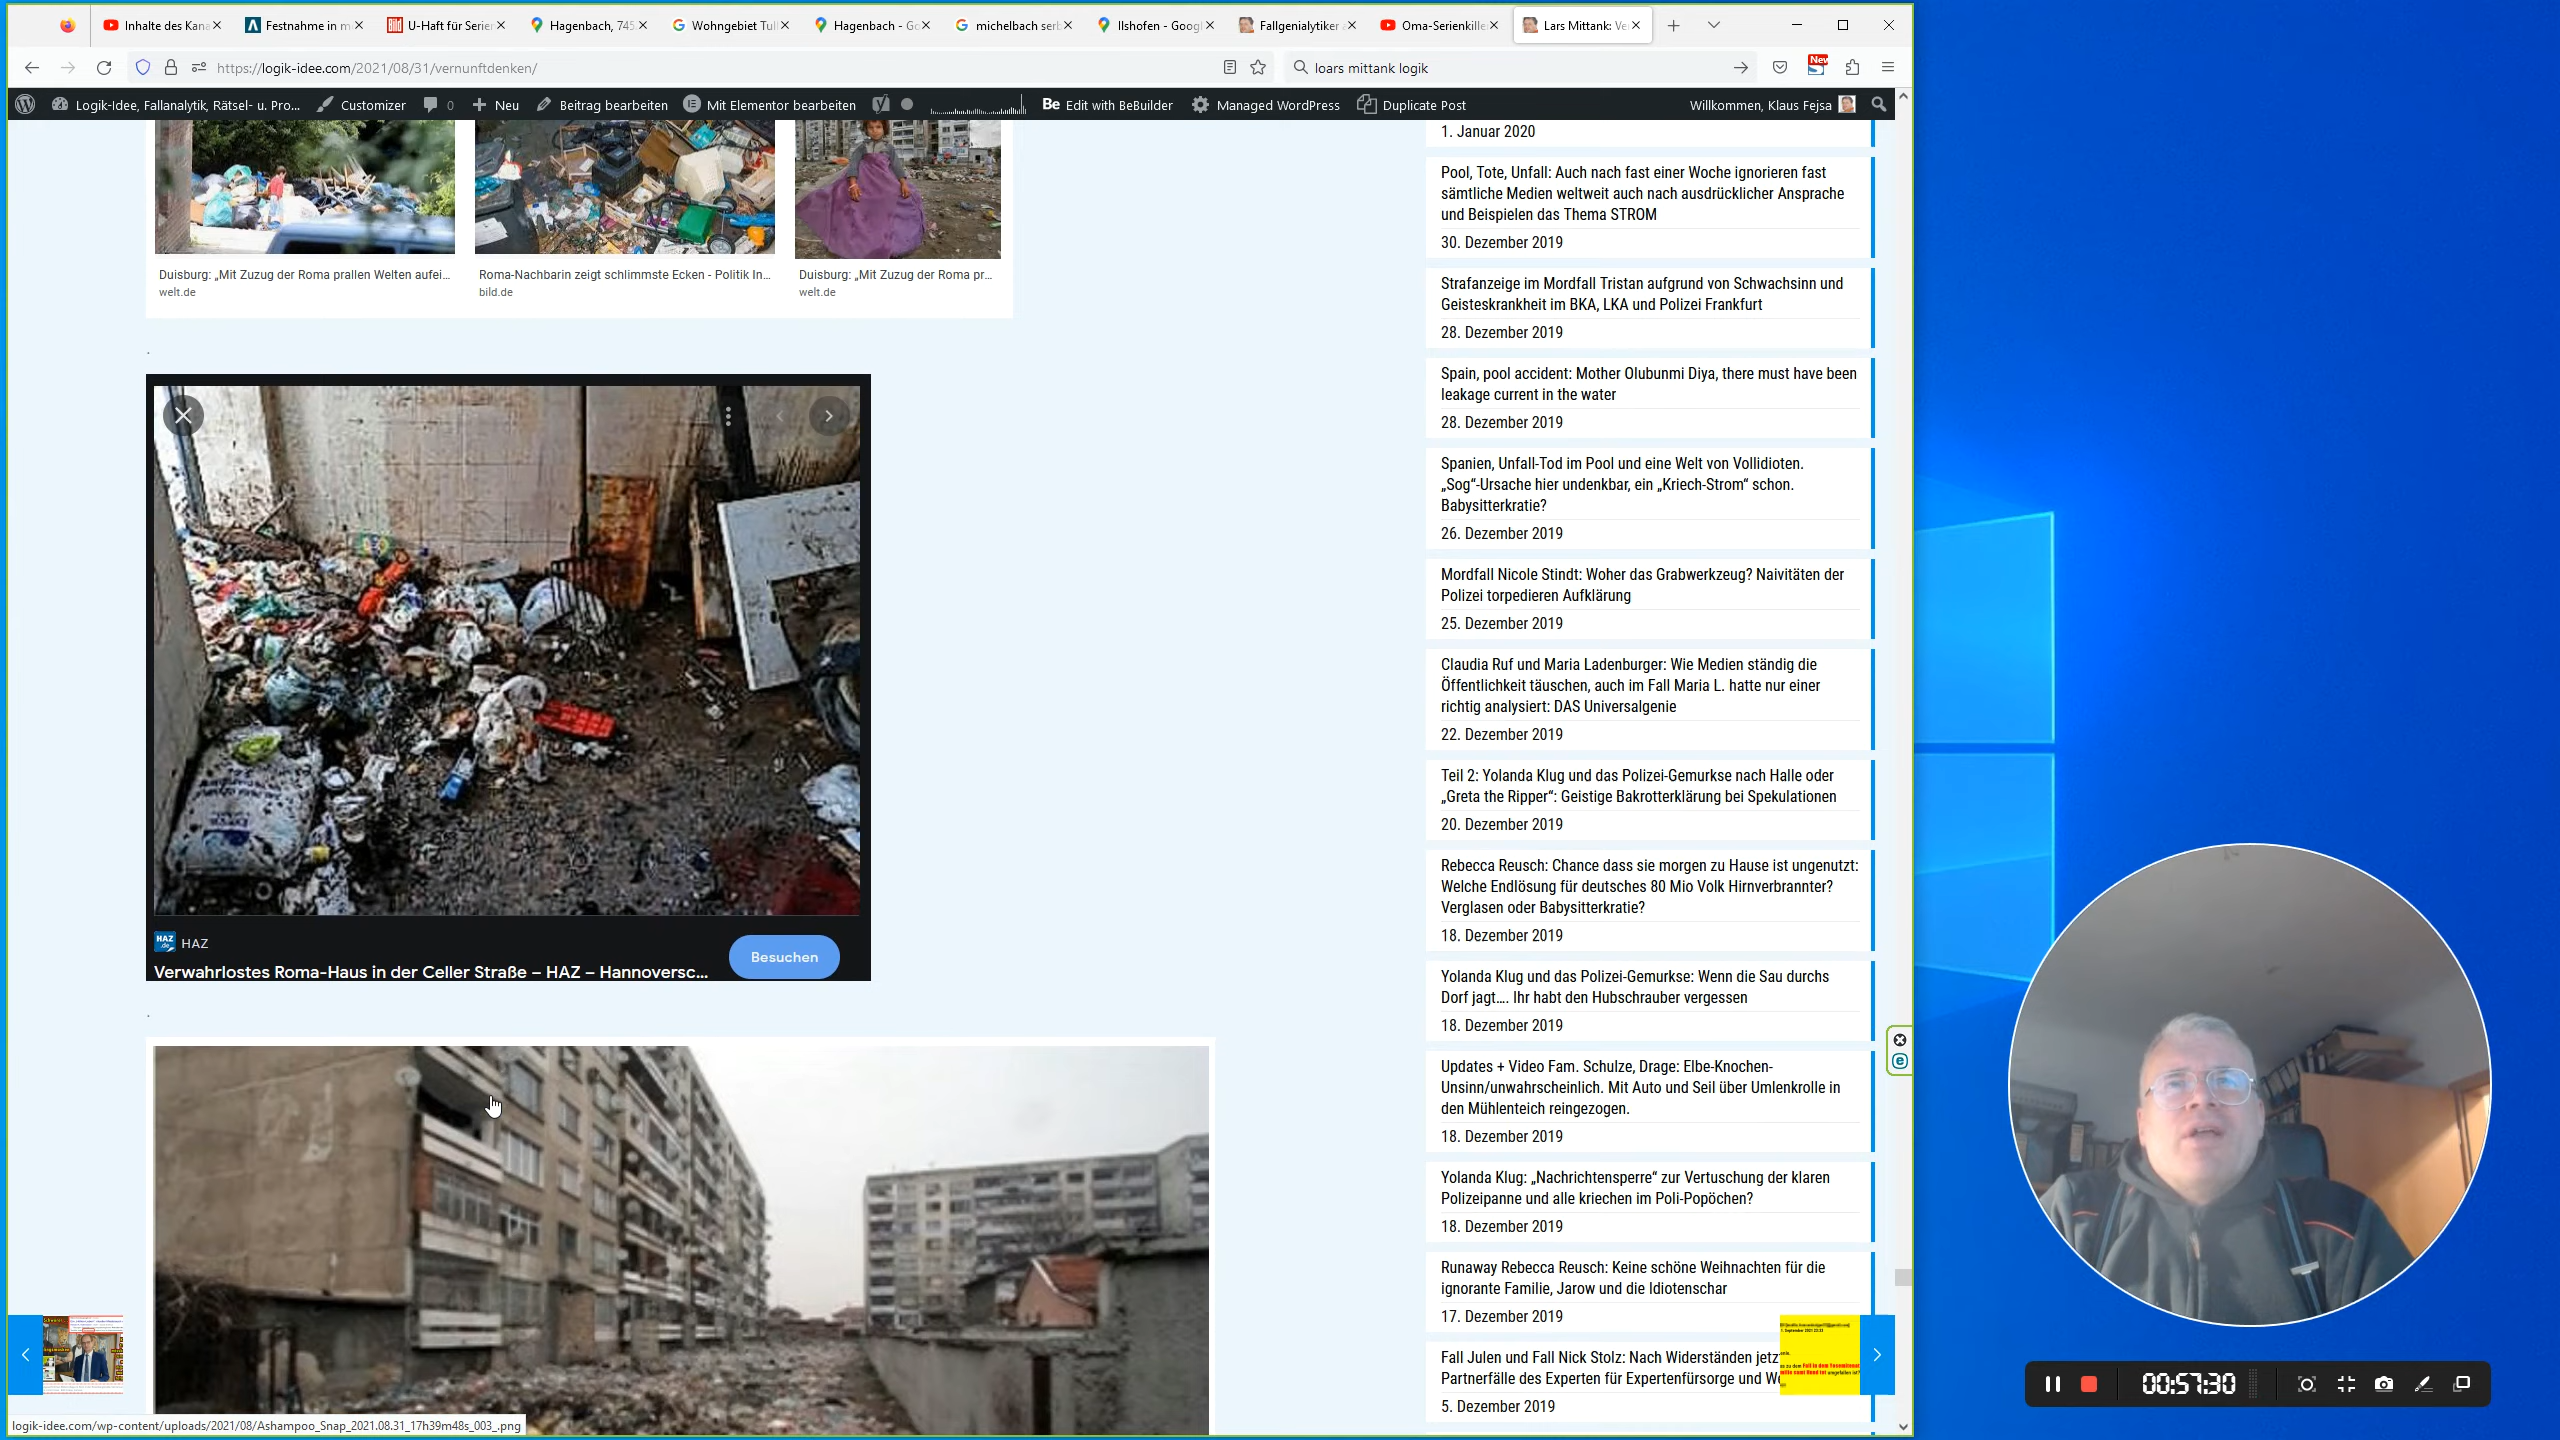 Inhalte des Kana
Festnahme in m
U-Haft für Serier
Hagenbach, 745
Wohngebiet Tull
Hagenbach - Go
michelbach serb
Ilshofen - Googl
Fallgenialytiker
Oma-Serienkille
Lars Mittank: Ve
https://logik-idee.com/2021/08/31/vernunftdenken/
loars mittank logik
New
Logik-Idee, Fallanalytik, Rätsel- u. Pro...
Customizer
0
Neu
Beitrag bearbeiten
Mit Elementor bearbeiten
Be Edit with BeBuilder
Managed WordPress
Duplicate Post
Willkommen, Klaus Fejsa
Duisburg: „Mit Zuzug der Roma prallen Welten aufei...
welt.de
Roma-Nachbarin zeigt schlimmste Ecken - Politik In...
bild.de
Duisburg: „Mit Zuzug der Roma pr...
welt.de
.
HAZ
HAZ
Verwahrlostes Roma-Haus in der Celler Straße – HAZ – Hannoversc...
Besuchen
.
1. Januar 2020
Pool, Tote, Unfall: Auch nach fast einer Woche ignorieren fast
sämtliche Medien weltweit auch nach ausdrücklicher Ansprache
und Beispielen das Thema STROM
30. Dezember 2019
Strafanzeige im Mordfall Tristan aufgrund von Schwachsinn und
Geisteskrankheit im BKA, LKA und Polizei Frankfurt
28. Dezember 2019
Spain, pool accident: Mother Olubunmi Diya, there must have been
leakage current in the water
28. Dezember 2019
Spanien, Unfall-Tod im Pool und eine Welt von Vollidioten.
„Sog“-Ursache hier undenkbar, ein „Kriech-Strom“ schon.
Babysitterkratie?
26. Dezember 2019
Mordfall Nicole Stindt: Woher das Grabwerkzeug? Naivitäten der
Polizei torpedieren Aufklärung
25. Dezember 2019
Claudia Ruf und Maria Ladenburger: Wie Medien ständig die
Öffentlichkeit täuschen, auch im Fall Maria L. hatte nur einer
richtig analysiert: DAS Universalgenie
22. Dezember 2019
Teil 2: Yolanda Klug und das Polizei-Gemurkse nach Halle oder
„Greta the Ripper“: Geistige Bakrotterklärung bei Spekulationen
20. Dezember 2019
Rebecca Reusch: Chance dass sie morgen zu Hause ist ungenutzt:
Welche Endlösung für deutsches 80 Mio Volk Hirnverbrannter?
Verglasen oder Babysitterkratie?
18. Dezember 2019
Yolanda Klug und das Polizei-Gemurkse: Wenn die Sau durchs
Dorf jagt.... Ihr habt den Hubschrauber vergessen
18. Dezember 2019
Updates + Video Fam. Schulze, Drage: Elbe-Knochen-
Unsinn/unwahrscheinlich. Mit Auto und Seil über Umlenkrolle in
den Mühlenteich reingezogen.
18. Dezember 2019
Yolanda Klug: „Nachrichtensperre“ zur Vertuschung der klaren
Polizeipanne und alle kriechen im Poli-Popöchen?
18. Dezember 2019
Runaway Rebecca Reusch: Keine schöne Weihnachten für die
ignorante Familie, Jarow und die Idiotenschar
17. Dezember 2019
Fall Julen und Fall Nick Stolz: Nach Widerständen jetz
Partnerfälle des Experten für Expertenfürsorge und We
5. Dezember 2019
logik-idee.com/wp-content/uploads/2021/08/Ashampoo_Snap_2021.08.31_17h39m48s_003_.png
00:57:30